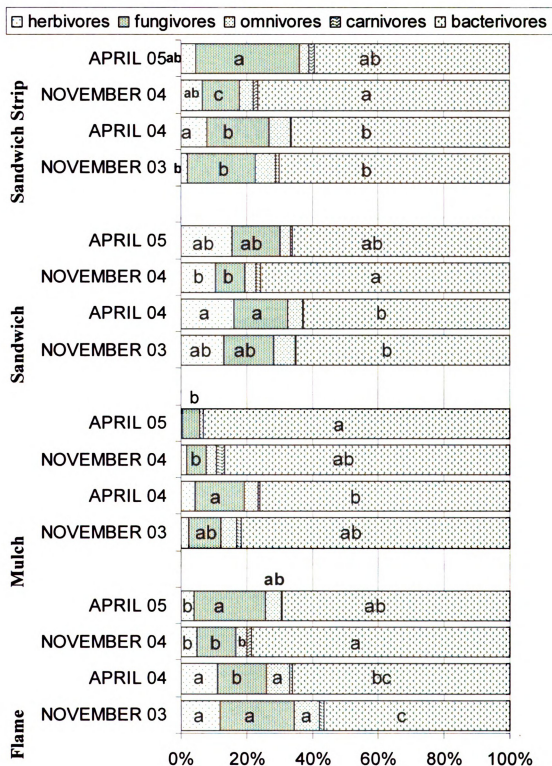 herbivores fungivores omnivores carnivores bacterivores
Sandwich Strip
APRIL 05 ab a ab
NOVEMBER 04 ab c a
APRIL 04 a b b
NOVEMBER 03 b b b
Sandwich
APRIL 05 ab ab ab
NOVEMBER 04 b b a
APRIL 04 a a b
NOVEMBER 03 ab ab b
Mulch
b
APRIL 05 a
NOVEMBER 04 b ab
APRIL 04 a b
NOVEMBER 03 ab ab
Flame
ab
APRIL 05 b a ab
NOVEMBER 04 b b b a
APRIL 04 a b a bc
NOVEMBER 03 a a a c
0% 20% 40% 60% 80% 100%